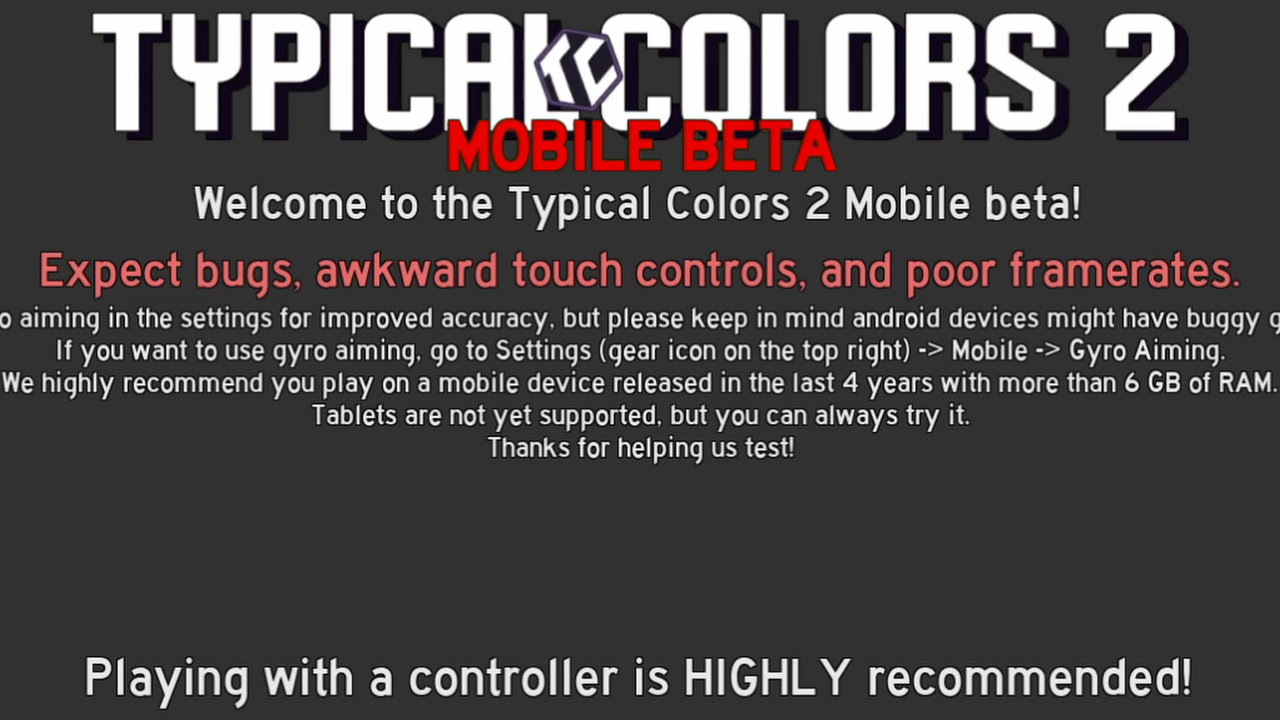 TYPICAL COLORS 2
TC
MOBILE BETA
Welcome to the Typical Colors 2 Mobile beta!
Expect bugs, awkward touch controls, and poor framerates.
o aiming in the settings for improved accuracy, but please keep in mind android devices might have buggy g
If you want to use gyro aiming, go to Settings (gear icon on the top right) -> Mobile -> Gyro Aiming.
We highly recommend you play on a mobile device released in the last 4 years with more than 6 GB of RAM.
Tablets are not yet supported, but you can always try it.
Thanks for helping us test!
Playing with a controller is HIGHLY recommended!